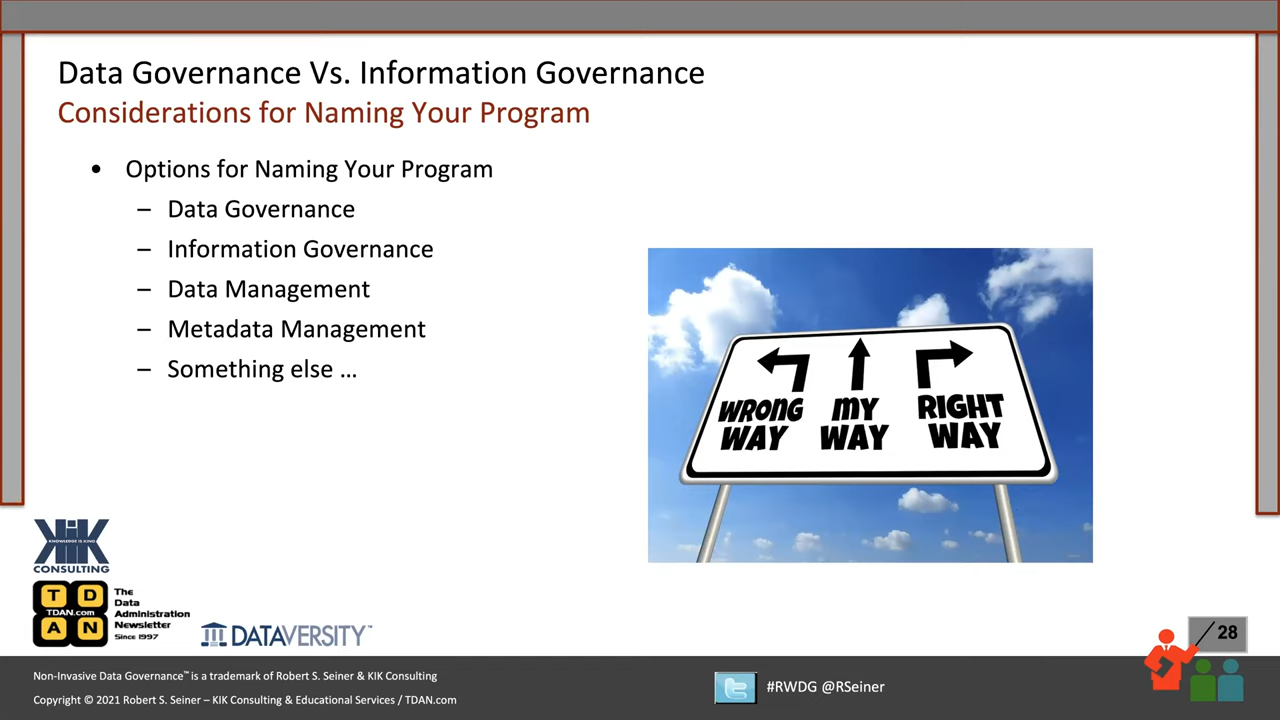 Data Governance Vs. Information Governance
Considerations for Naming Your Program
• Options for Naming Your Program
– Data Governance
– Information Governance
– Data Management
– Metadata Management
– Something else …
WRONG WAY
MY WAY
RIGHT WAY
KIK
KNOWLEDGE IS KING
CONSULTING
T D
TDAN.com
A N
The
Data
Administration
Newsletter
Since 1997
DATAVERSITY™
28
Non-Invasive Data Governance™ is a trademark of Robert S. Seiner & KIK Consulting
Copyright © 2021 Robert S. Seiner – KIK Consulting & Educational Services / TDAN.com
#RWDG @RSeiner